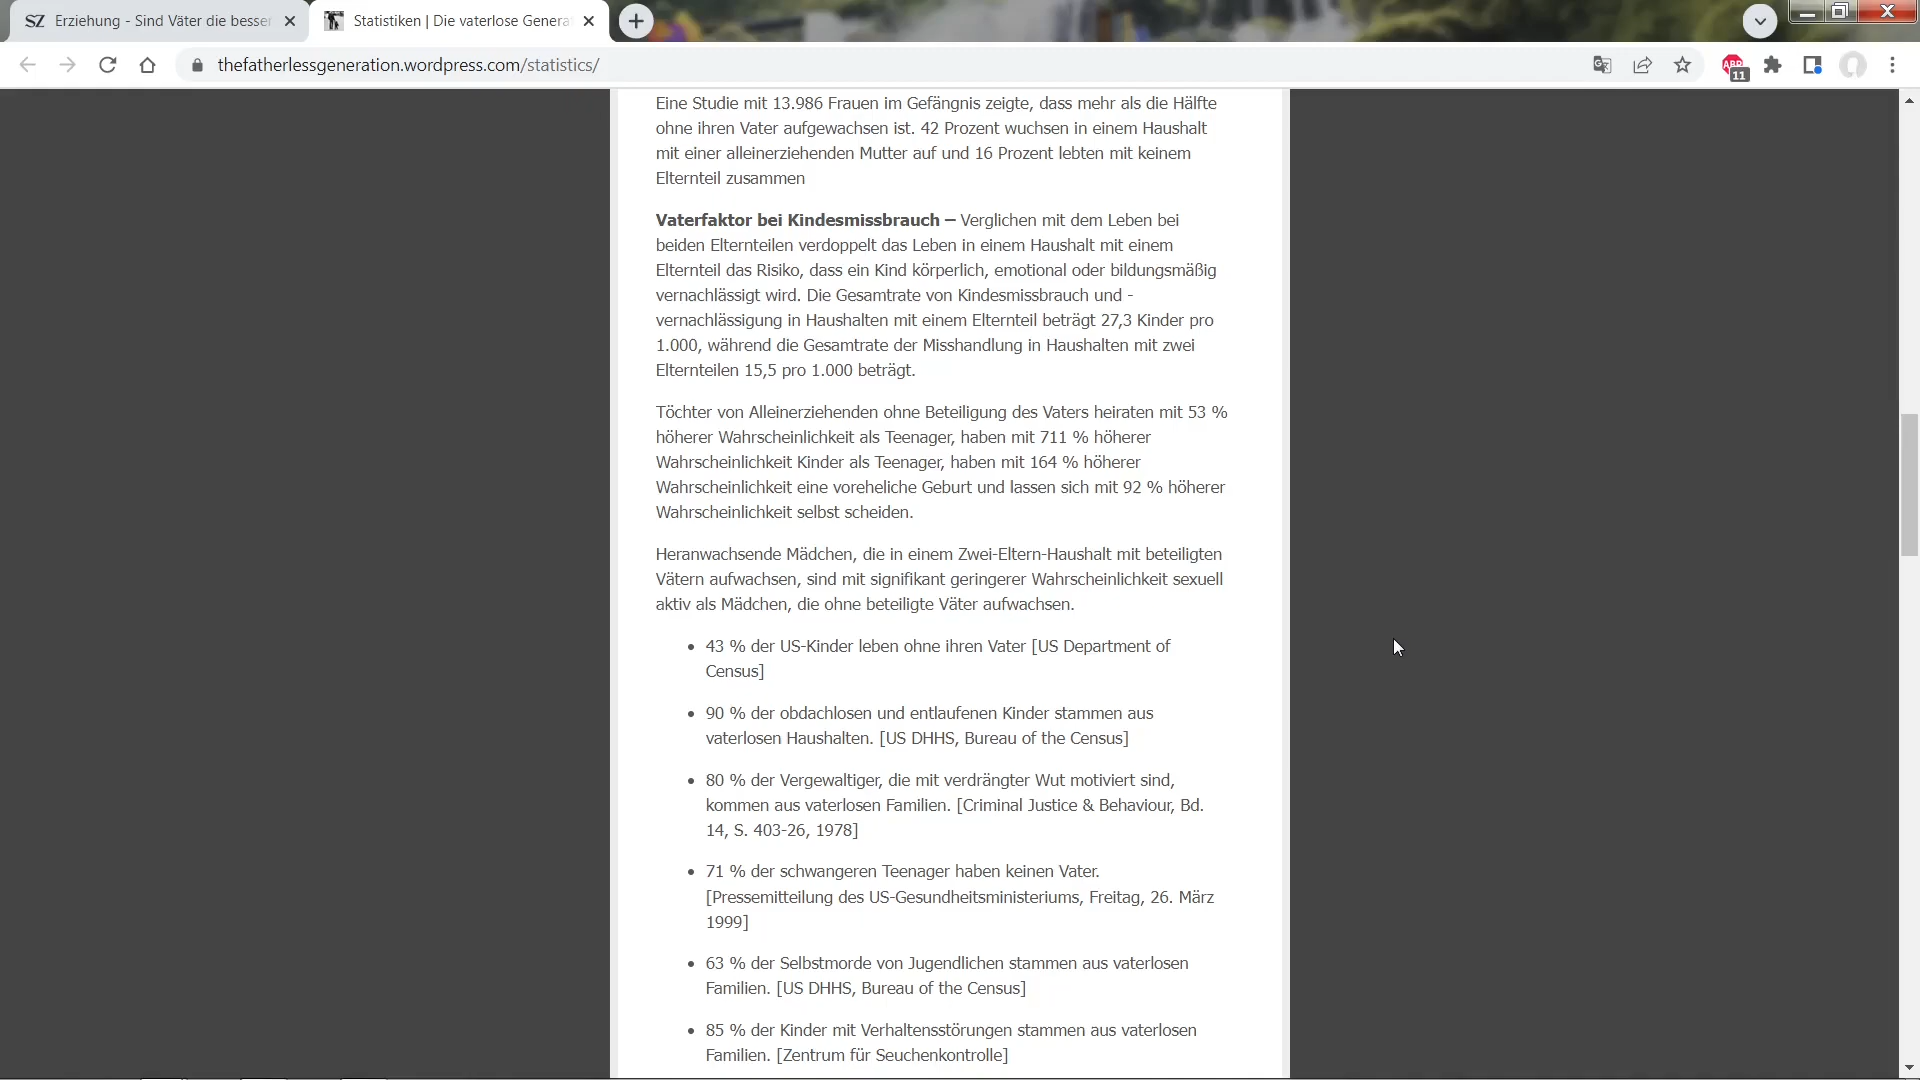 Erziehung - Sind Väter die besser
Statistiken | Die vaterlose Genera
thefatherlessgeneration.wordpress.com/statistics/
ABP
11
Eine Studie mit 13.986 Frauen im Gefängnis zeigte, dass mehr als die Hälfte
ohne ihren Vater aufgewachsen ist. 42 Prozent wuchsen in einem Haushalt
mit einer alleinerziehenden Mutter auf und 16 Prozent lebten mit keinem
Elternteil zusammen
Vaterfaktor bei Kindesmissbrauch – Verglichen mit dem Leben bei
beiden Elternteilen verdoppelt das Leben in einem Haushalt mit einem
Elternteil das Risiko, dass ein Kind körperlich, emotional oder bildungsmäßig
vernachlässigt wird. Die Gesamtrate von Kindesmissbrauch und -
vernachlässigung in Haushalten mit einem Elternteil beträgt 27,3 Kinder pro
1.000, während die Gesamtrate der Misshandlung in Haushalten mit zwei
Elternteilen 15,5 pro 1.000 beträgt.
Töchter von Alleinerziehenden ohne Beteiligung des Vaters heiraten mit 53 %
höherer Wahrscheinlichkeit als Teenager, haben mit 711 % höherer
Wahrscheinlichkeit Kinder als Teenager, haben mit 164 % höherer
Wahrscheinlichkeit eine voreheliche Geburt und lassen sich mit 92 % höherer
Wahrscheinlichkeit selbst scheiden.
Heranwachsende Mädchen, die in einem Zwei-Eltern-Haushalt mit beteiligten
Vätern aufwachsen, sind mit signifikant geringerer Wahrscheinlichkeit sexuell
aktiv als Mädchen, die ohne beteiligte Väter aufwachsen.
• 43 % der US-Kinder leben ohne ihren Vater [US Department of
Census]
• 90 % der obdachlosen und entlaufenen Kinder stammen aus
vaterlosen Haushalten. [US DHHS, Bureau of the Census]
• 80 % der Vergewaltiger, die mit verdrängter Wut motiviert sind,
kommen aus vaterlosen Familien. [Criminal Justice & Behaviour, Bd.
14, S. 403-26, 1978]
• 71 % der schwangeren Teenager haben keinen Vater.
[Pressemitteilung des US-Gesundheitsministeriums, Freitag, 26. März
1999]
• 63 % der Selbstmorde von Jugendlichen stammen aus vaterlosen
Familien. [US DHHS, Bureau of the Census]
• 85 % der Kinder mit Verhaltensstörungen stammen aus vaterlosen
Familien. [Zentrum für Seuchenkontrolle]